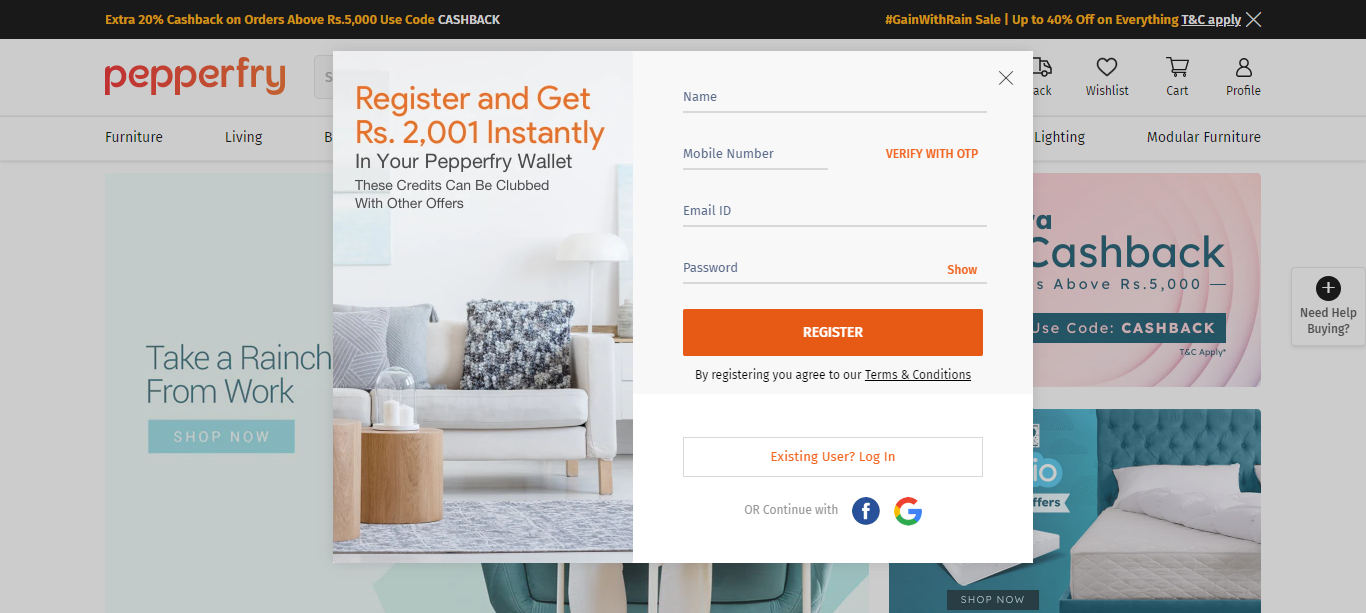 Extra 20% Cashback on Orders Above Rs.5,000 Use Code CASHBACK
#GainWithRain Sale | Up to 40% Off on Everything T&C apply
pepperfry
S
ack
Wishlist
Cart
Profile
Furniture
Living
B
Lighting
Modular Furniture
Register and Get
Rs. 2,001 Instantly
In Your Pepperfry Wallet
These Credits Can Be Clubbed
With Other Offers
Name
Mobile Number
VERIFY WITH OTP
Email ID
Password
Show
REGISTER
By registering you agree to our Terms & Conditions
Existing User? Log In
OR Continue with
Take a Rainch
From Work
SHOP NOW
a
Cashback
s Above Rs.5,000
Use Code: CASHBACK
T&C Apply*
Need Help
Buying?
io
ffers
SHOP NOW